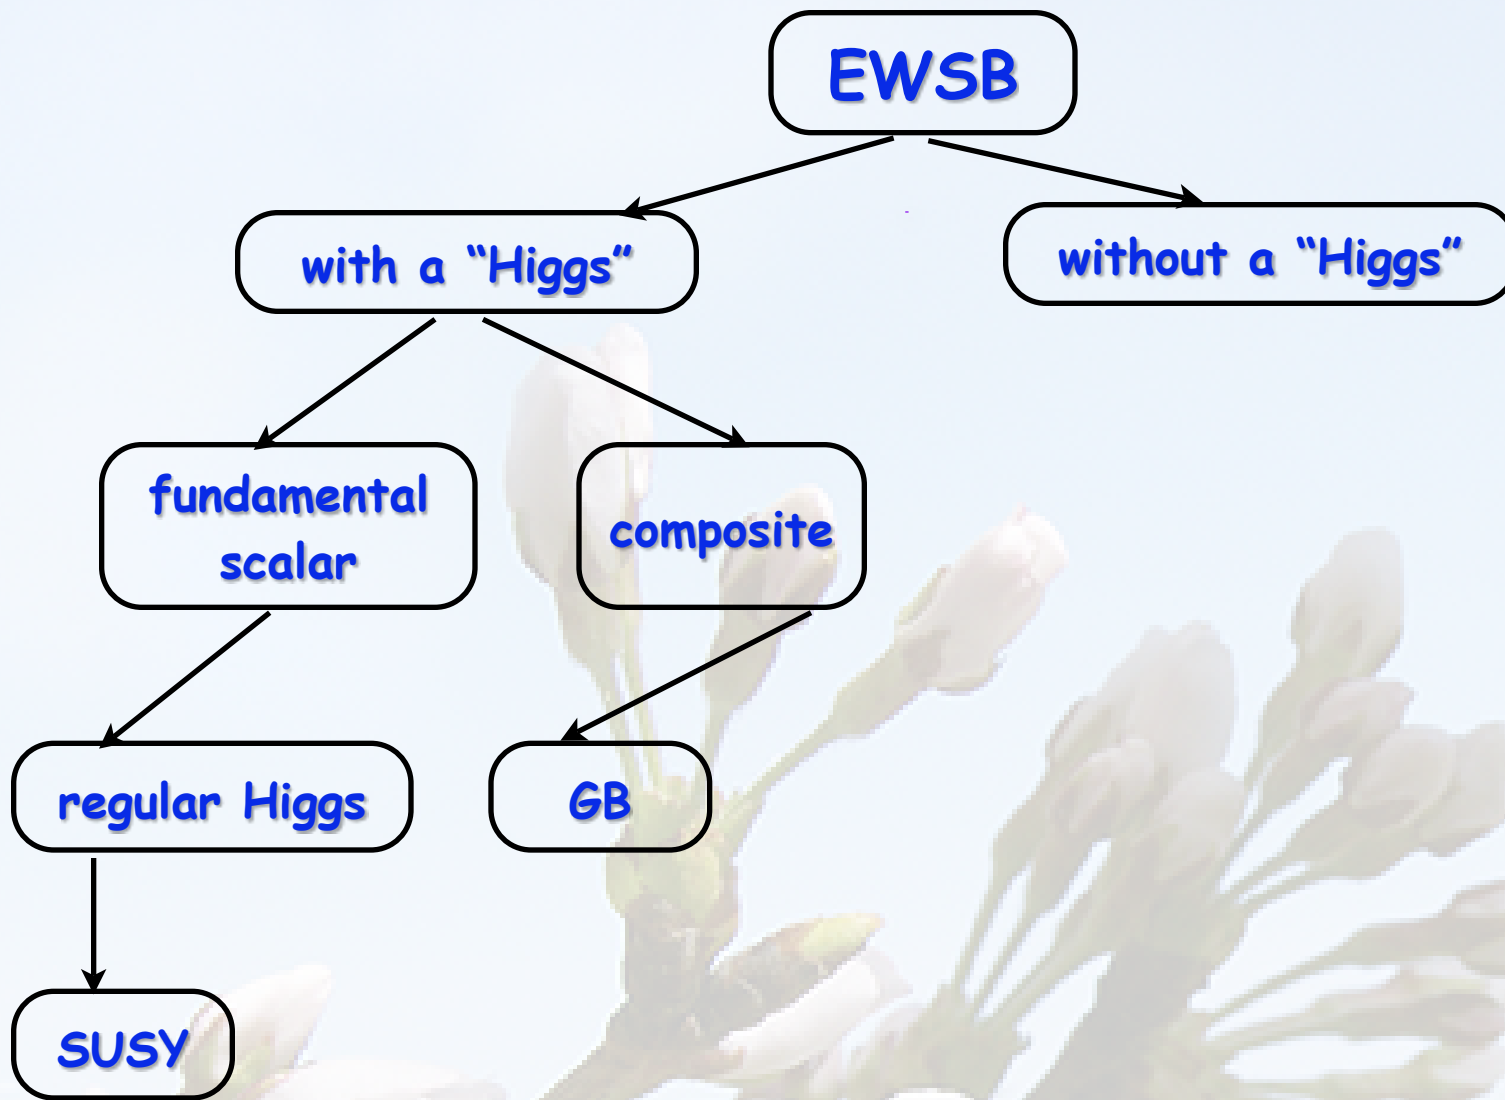 EWSB
with a “Higgs”
without a “Higgs”
fundamental
scalar
composite
regular Higgs
GB
SUSY